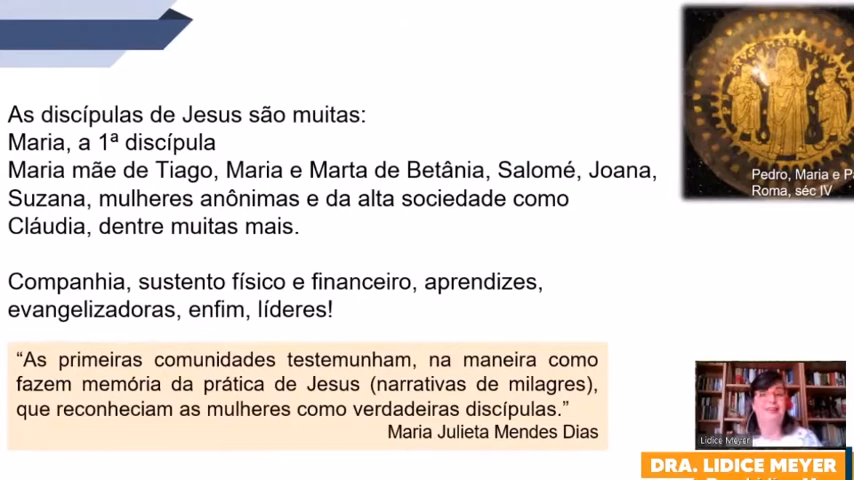 As discípulas de Jesus são muitas:
Maria, a 1ª discípula
Maria mãe de Tiago, Maria e Marta de Betânia, Salomé, Joana,
Suzana, mulheres anônimas e da alta sociedade como
Cláudia, dentre muitas mais.
Companhia, sustento físico e financeiro, aprendizes,
evangelizadoras, enfim, líderes!
“As primeiras comunidades testemunham, na maneira como
fazem memória da prática de Jesus (narrativas de milagres),
que reconheciam as mulheres como verdadeiras discípulas.”
Maria Julieta Mendes Dias
Pedro, Maria e
Roma, séc IV
Lidice Meyer
DRA. LIDICE MEYER